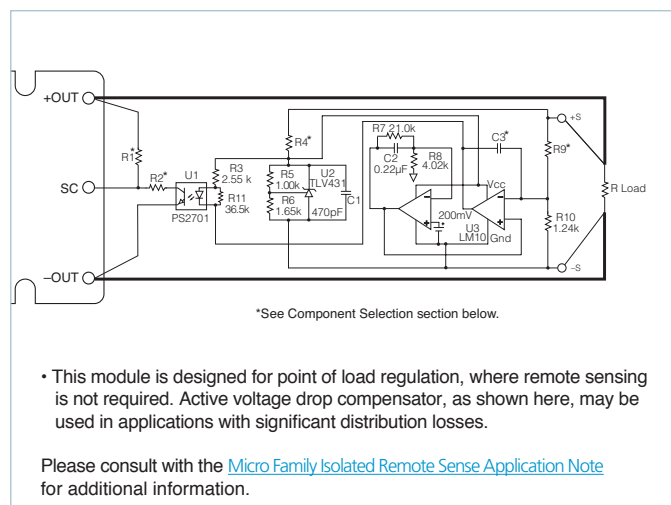 +OUT
R7 21.0k
C3*
+S
R4*
R1*
C2
0.22µF
R8
4.02k
R9*
R3
2.55 k
R5
1.00k
U2
TLV431
SC
R2*
U1
C1
Vcc
R Load
R11
36.5k
R6
1.65k
470pF
200mV
R10
1.24k
PS2701
U3
LM10
Gnd
–OUT
–S
*See Component Selection section below.
• This module is designed for point of load regulation, where remote sensing
is not required. Active voltage drop compensator, as shown here, may be
used in applications with significant distribution losses.
Please consult with the Micro Family Isolated Remote Sense Application Note
for additional information.